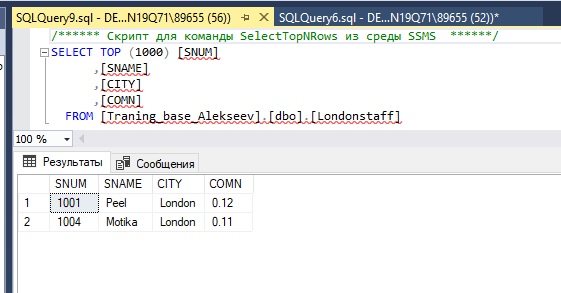 SQLQuery9.sql - DE...N19Q71\89655 (56))
SQLQuery6.sql - DE...N19Q71\89655 (52))*
/****** Скрипт для команды SelectTopNRows из среды SSMS ******/
SELECT TOP (1000) [SNUM]
,[SNAME]
,[CITY]
,[COMN]
FROM [Traning_base_Alekseev].[dbo].[Londonstaff]
100 %
Результаты Сообщения
SNUM SNAME CITY COMN
1 1001 Peel London 0.12
2 1004 Motika London 0.11